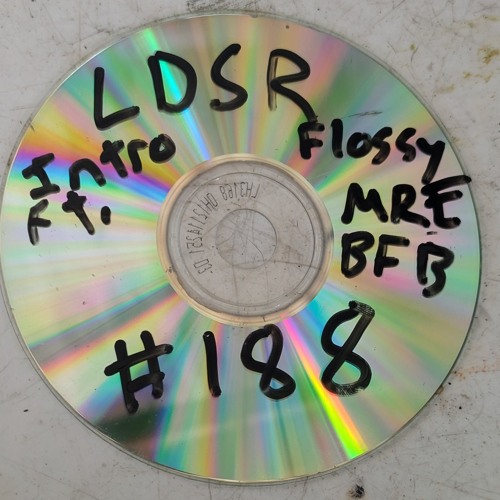 LDSR
Intro
Ft.
Flossy
MRE
BFB
#188